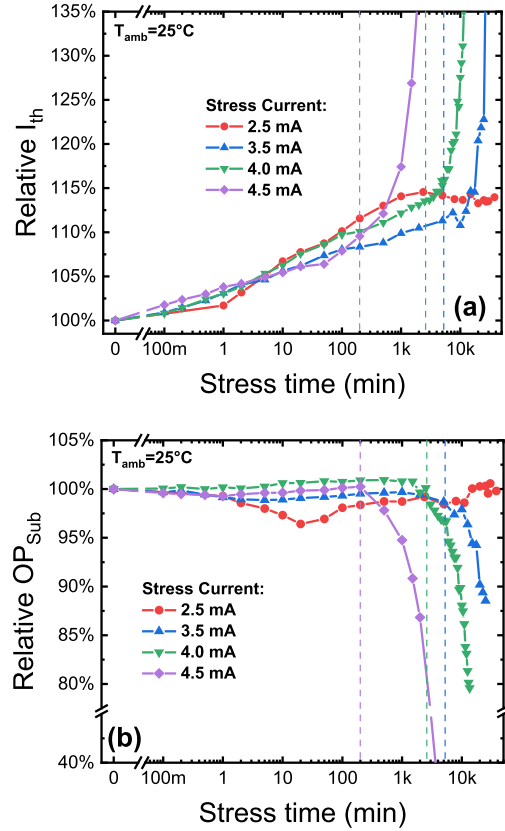 135%
T_amb=25°C
130%
125%
Stress Current:
2.5 mA
120%
3.5 mA
4.0 mA
115%
4.5 mA
110%
105%
(a)
100%
0 100m 1 10 100 1k 10k
Relative I_th
Stress time (min)
105%
T_amb=25°C
100%
95%
90%
Stress Current:
85%
2.5 mA
3.5 mA
80%
4.0 mA
4.5 mA
(b)
40%
0 100m 1 10 100 1k 10k
Relative OP_Sub
Stress time (min)